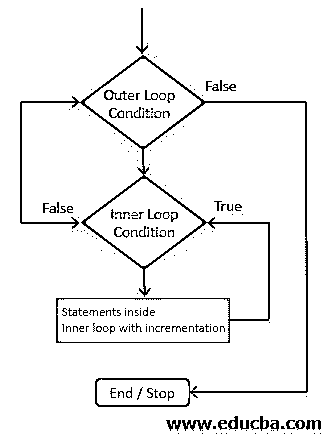 Outer Loop
Condition
False
Inner Loop
Condition
False
True
Statements inside
Inner loop with incrementation
End / Stop
www.educba.com